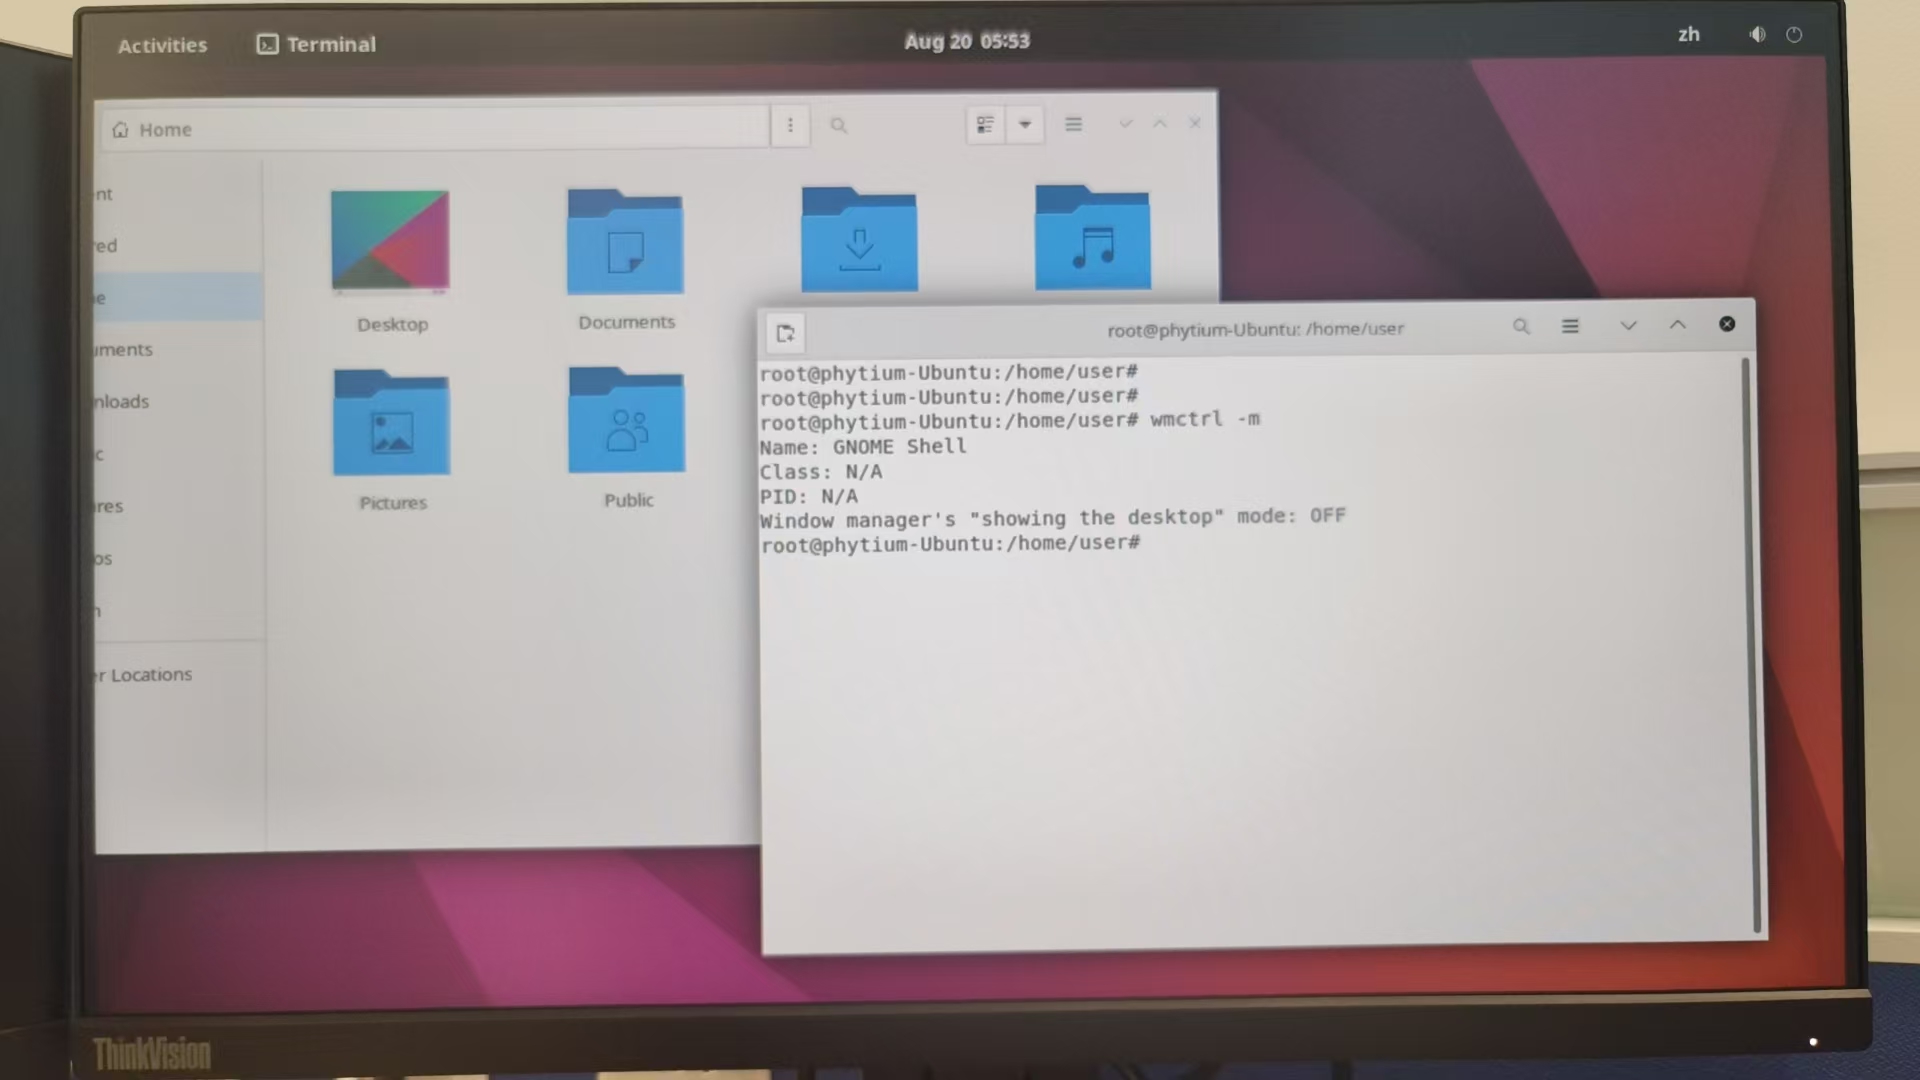 Activities
Terminal
Aug 20 05:53
zh
Home
nt
red
e
uments
nloads
c
res
os
r Locations
Desktop
Documents
Pictures
Public
root@phytium-Ubuntu: /home/user
root@phytium-Ubuntu:/home/user#
root@phytium-Ubuntu:/home/user#
root@phytium-Ubuntu:/home/user# wmctrl -m
Name: GNOME Shell
Class: N/A
PID: N/A
Window manager's "showing the desktop" mode: OFF
root@phytium-Ubuntu:/home/user#
ThinkVision